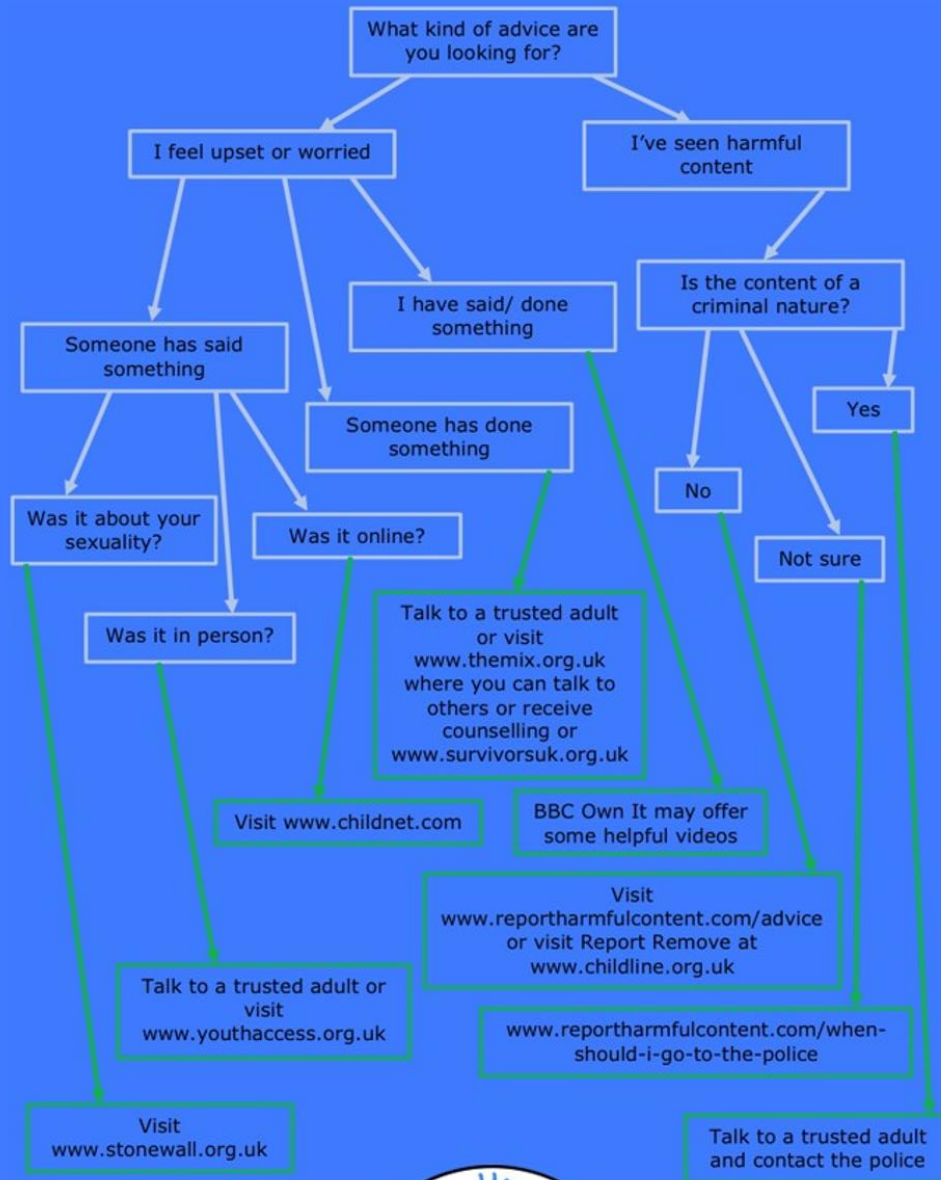 What kind of advice are
you looking for?
I feel upset or worried
I've seen harmful
content
I have said/ done
something
Is the content of a
criminal nature?
Someone has said
something
Someone has done
something
Yes
No
Was it about your
sexuality?
Was it online?
Not sure
Was it in person?
Talk to a trusted adult
or visit
www.themix.org.uk
where you can talk to
others or receive
counselling or
www.survivorsuk.org.uk
Visit www.childnet.com
BBC Own It may offer
some helpful videos
Visit
www.reportharmfulcontent.com/advice
or visit Report Remove at
www.childline.org.uk
Talk to a trusted adult or
visit
www.youthaccess.org.uk
www.reportharmfulcontent.com/when-
should-i-go-to-the-police
Visit
www.stonewall.org.uk
Talk to a trusted adult
and contact the police